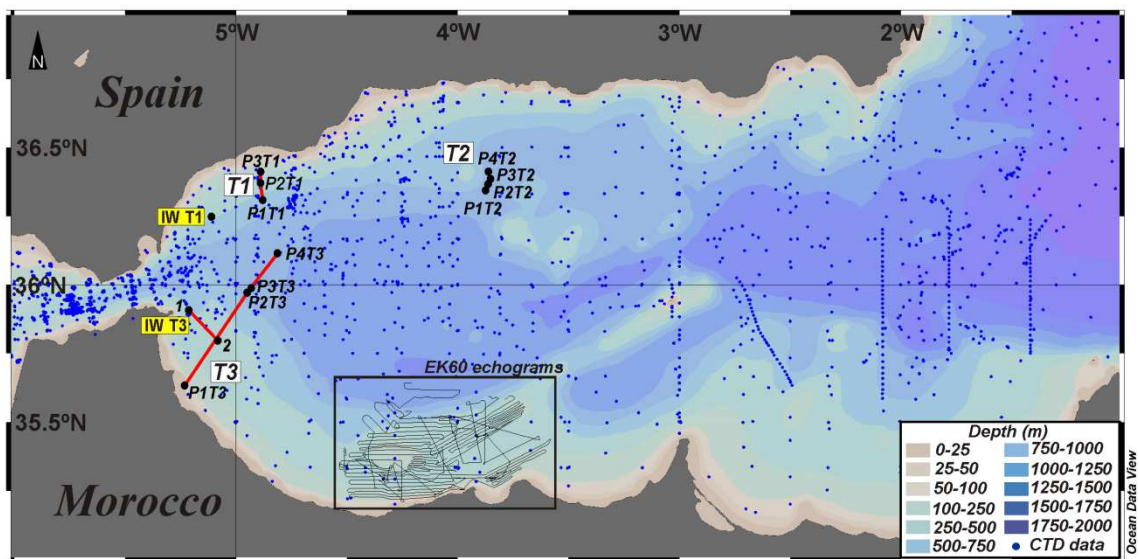 5ºW
4ºW
3ºW
2ºW
N
Spain
36.5º
36ºN
35.5º
P3T1
T1
P2T1
P1T1
IW T1
T2
P4T2
P3T2
P2T2
P1T2
P4T3
P3T3
P2T3
1
IW T3
2
T3
P1T3
EK60 echograms
Morocco
Depth (m)
0-25
25-50
50-100
100-250
250-500
500-750
750-1000
1000-1250
1250-1500
1500-1750
1750-2000
CTD data
Ocean Data View